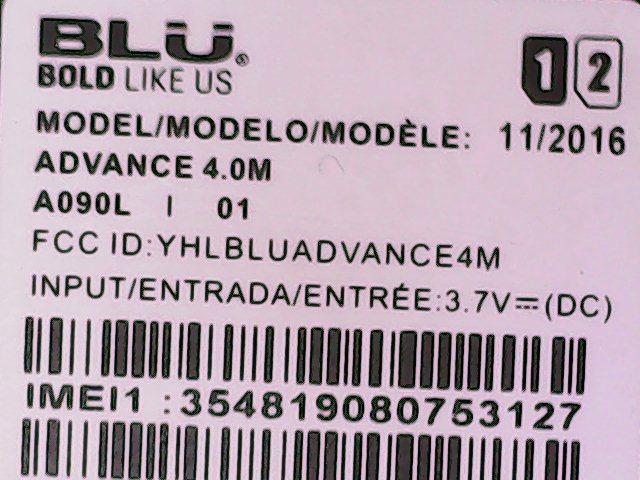 BLU®
BOLD LIKE US
1 2
MODEL/MODELO/MODÈLE: 11/2016
ADVANCE 4.0M
A090L I 01
FCC ID:YHLBLUADVANCE4M
INPUT/ENTRADA/ENTRÉE:3.7V⎓(DC)
IMEI1 :354819080753127